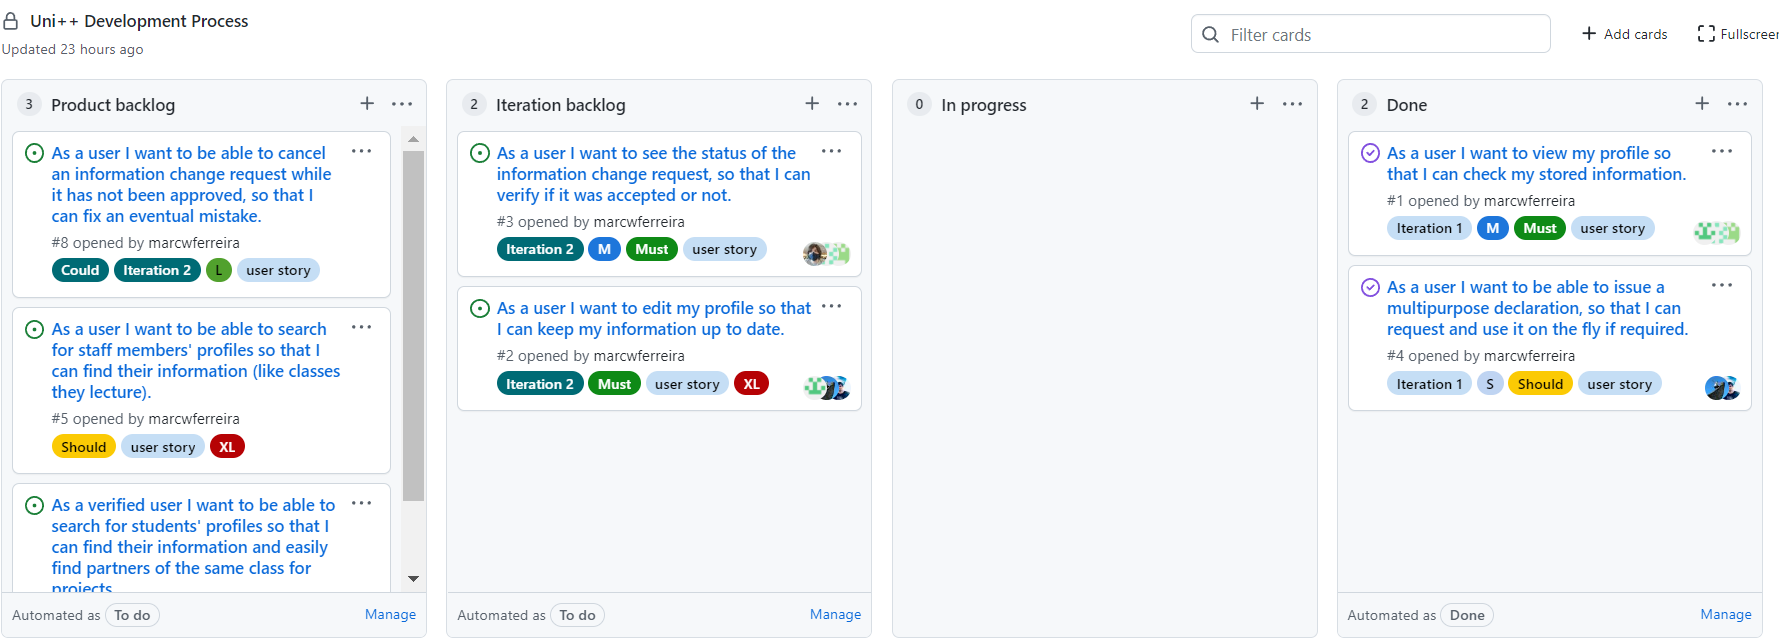 Uni++ Development Process
Updated 23 hours ago
Filter cards
Add cards
Fullscreen
3 Product backlog
As a user I want to be able to cancel
an information change request while
it has not been approved, so that I
can fix an eventual mistake.
#8 opened by marcwferreira
Could Iteration 2 L user story
As a user I want to be able to search
for staff members' profiles so that I
can find their information (like classes
they lecture).
#5 opened by marcwferreira
Should user story XL
As a verified user I want to be able to
search for students' profiles so that I
can find their information and easily
find partners of the same class for
projects
Automated as To do Manage
2 Iteration backlog
As a user I want to see the status of the
information change request, so that I can
verify if it was accepted or not.
#3 opened by marcwferreira
Iteration 2 M Must user story
As a user I want to edit my profile so that
I can keep my information up to date.
#2 opened by marcwferreira
Iteration 2 Must user story XL
Automated as To do Manage
0 In progress
2 Done
As a user I want to view my profile so
that I can check my stored information.
#1 opened by marcwferreira
Iteration 1 M Must user story
As a user I want to be able to issue a
multipurpose declaration, so that I can
request and use it on the fly if required.
#4 opened by marcwferreira
Iteration 1 S Should user story
Automated as Done Manage